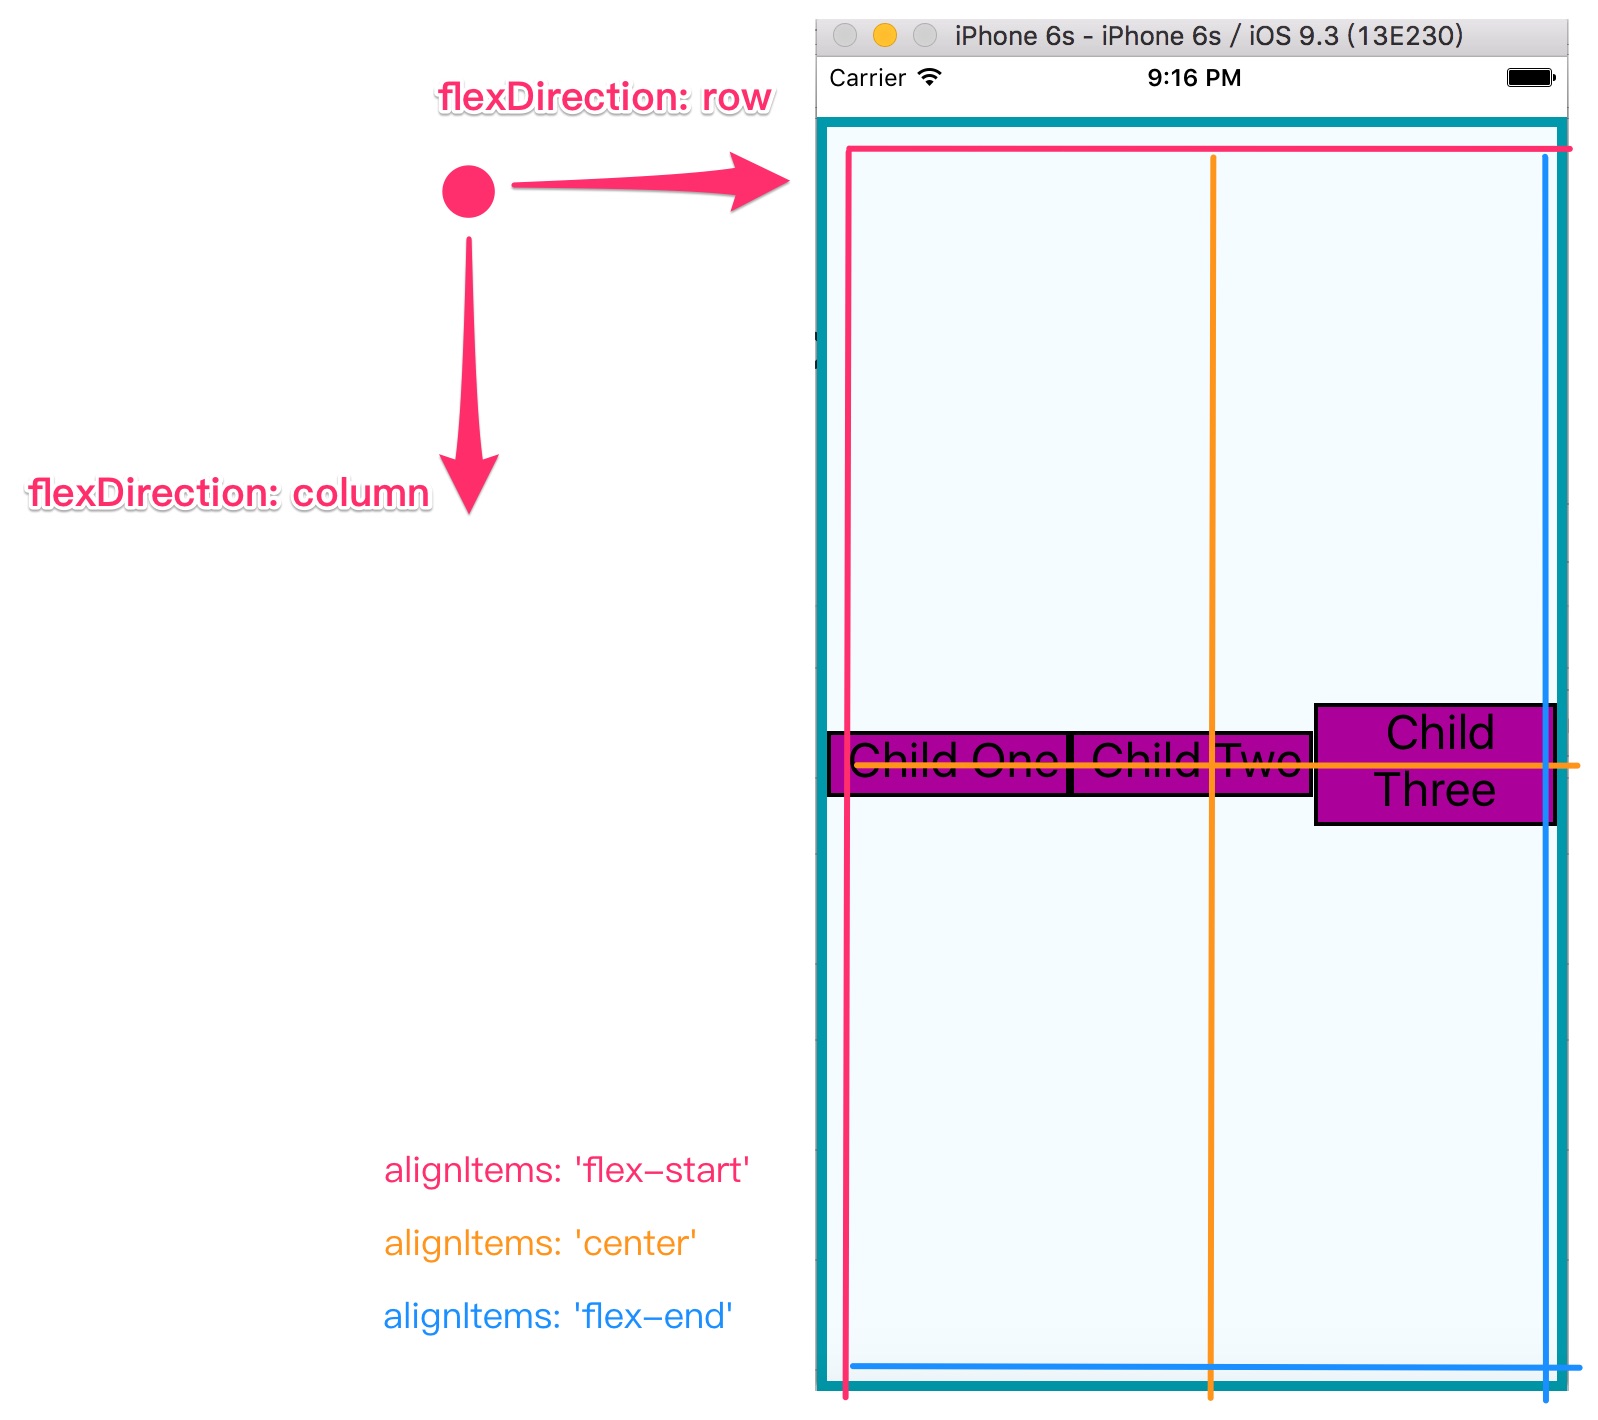 iPhone 6s - iPhone 6s / iOS 9.3 (13E230)
Carrier 9:16 PM
flexDirection: row
flexDirection: column
Child One Child Two Child
Three
alignItems: 'flex-start'
alignItems: 'center'
alignItems: 'flex-end'